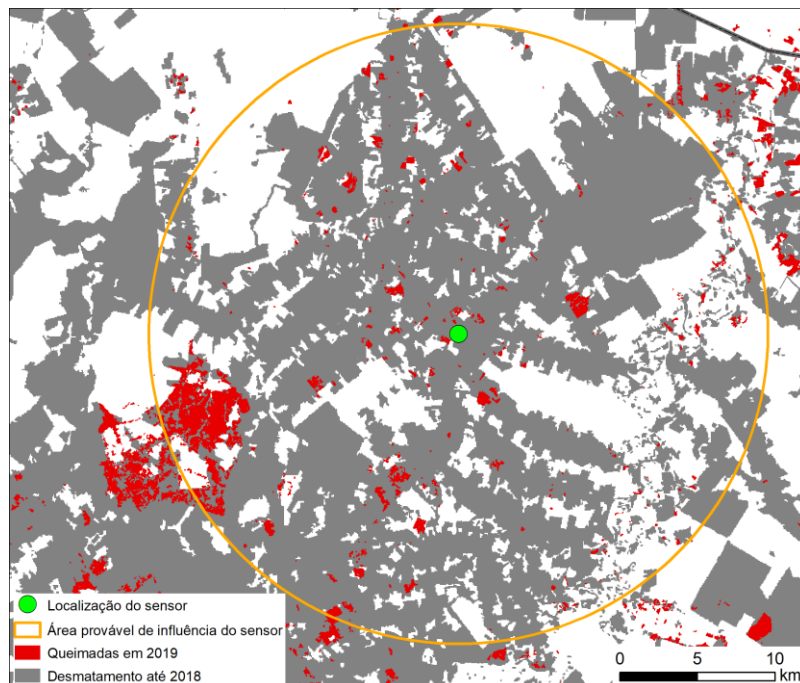 Localização do sensor
Área provável de influência do sensor
Queimadas em 2019
Desmatamento até 2018
0 5 10
km